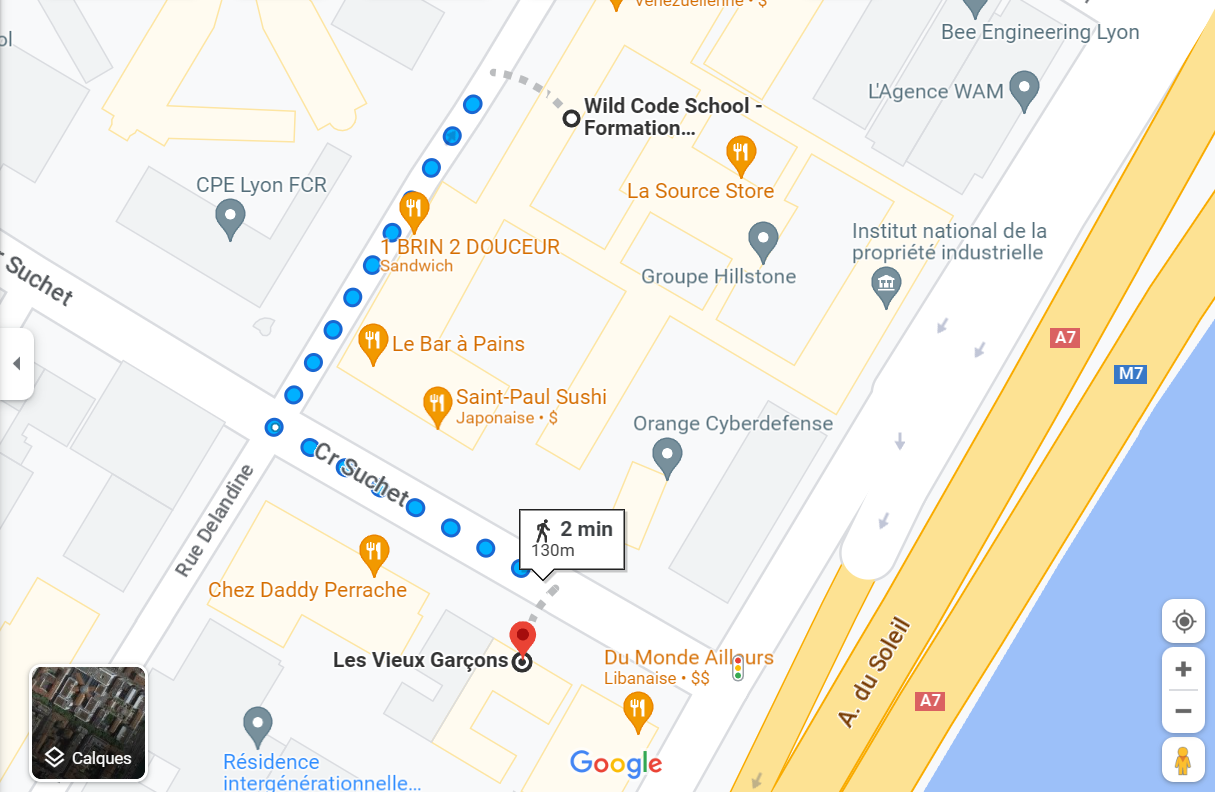 Venezuelienne • $
Bee Engineering Lyon
ol
L'Agence WAM
Wild Code School -
Formation...
La Source Store
CPE Lyon FCR
1 BRIN 2 DOUCEUR
Sandwich
Institut national de la
propriété industrielle
Groupe Hillstone
r Suchet
Le Bar à Pains
A7
M7
Saint-Paul Sushi
Japonaise • $
Orange Cyberdefense
Cr Suchet
Rue Delandine
2 min
130m
Chez Daddy Perrache
Les Vieux Garçons
Du Monde Ailleurs
Libanaise • $$
A. du Soleil
A7
Calques
Résidence
intergénérationnelle...
Google